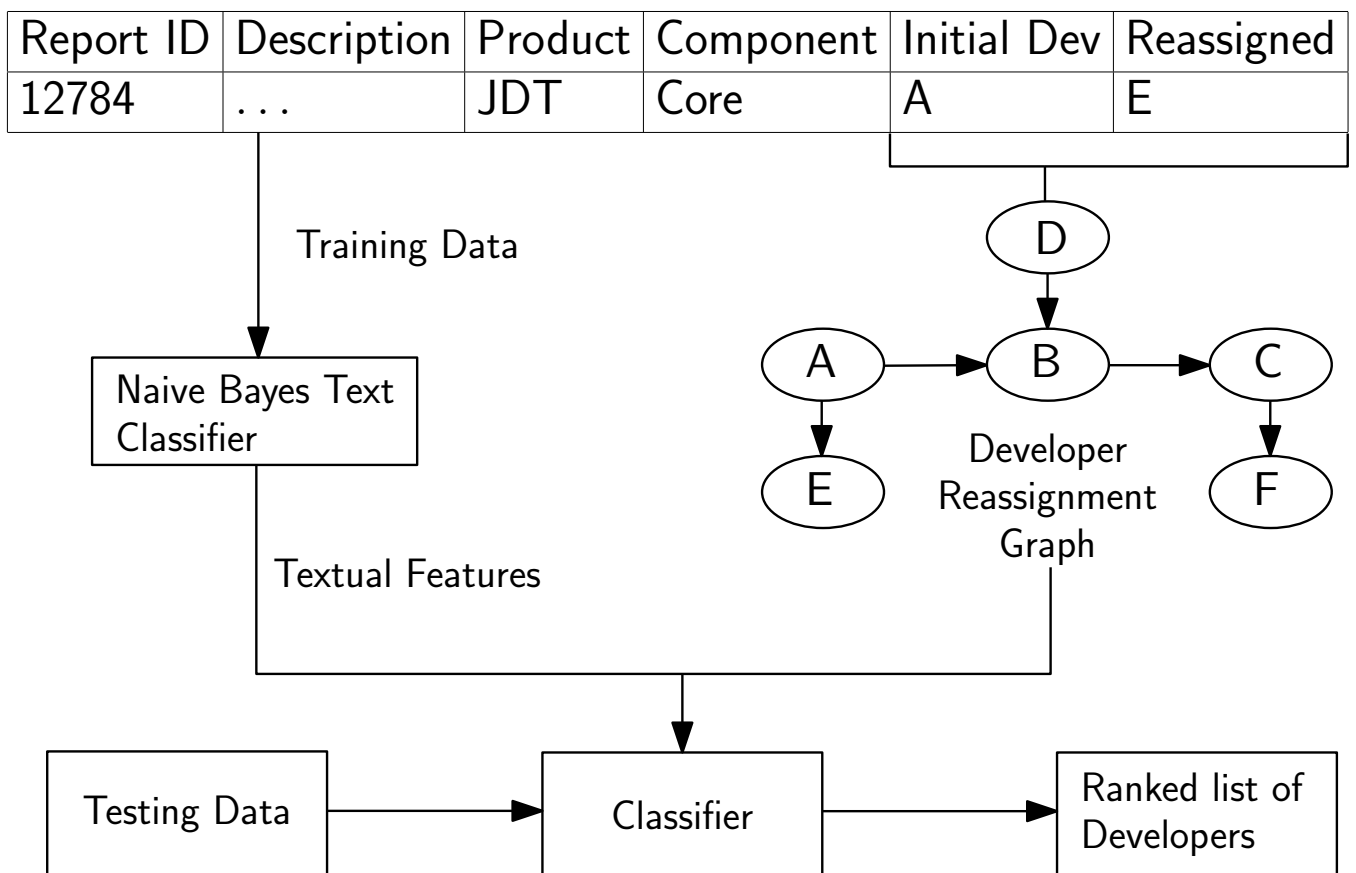 Report ID Description Product Component Initial Dev Reassigned
12784 ... JDT Core A E
Training Data
D
A B C
Naive Bayes Text
Classifier
E F
Developer
Reassignment
Graph
Textual Features
Testing Data
Classifier
Ranked list of
Developers